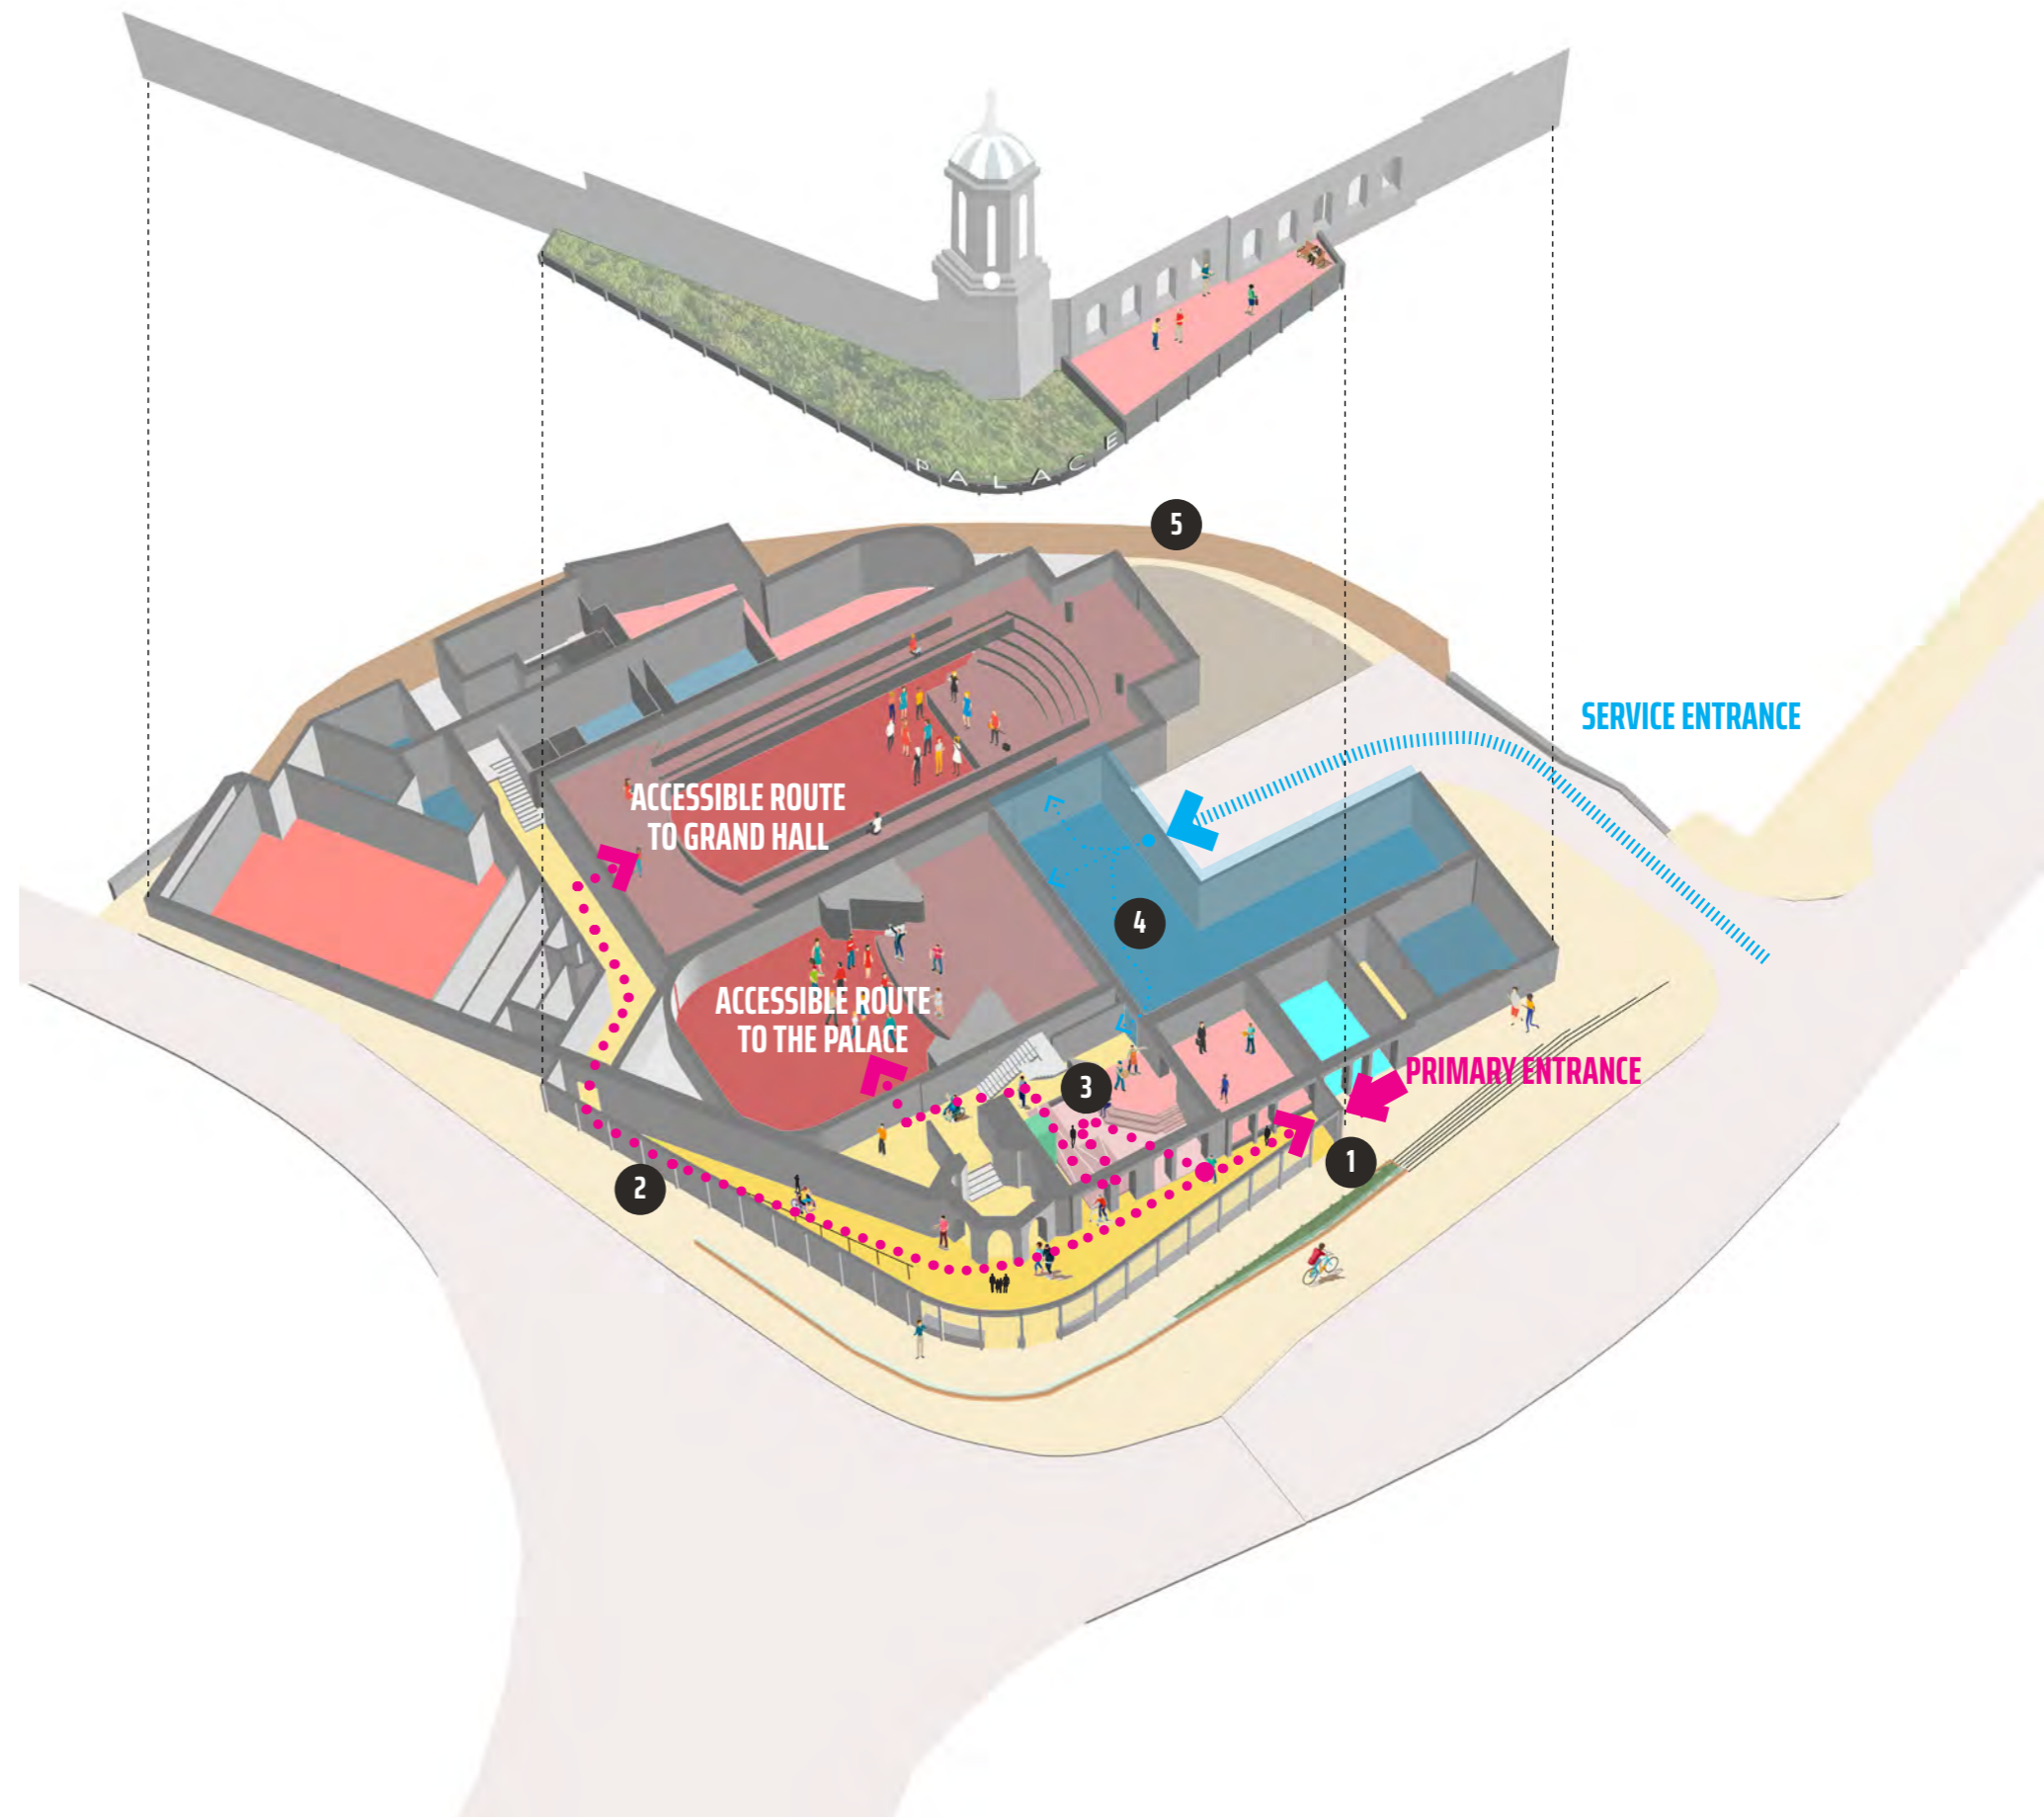 PALACE
5
SERVICE ENTRANCE
ACCESSIBLE ROUTE
TO GRAND HALL
4
ACCESSIBLE ROUTE
TO THE PALACE
3
PRIMARY ENTRANCE
1
2